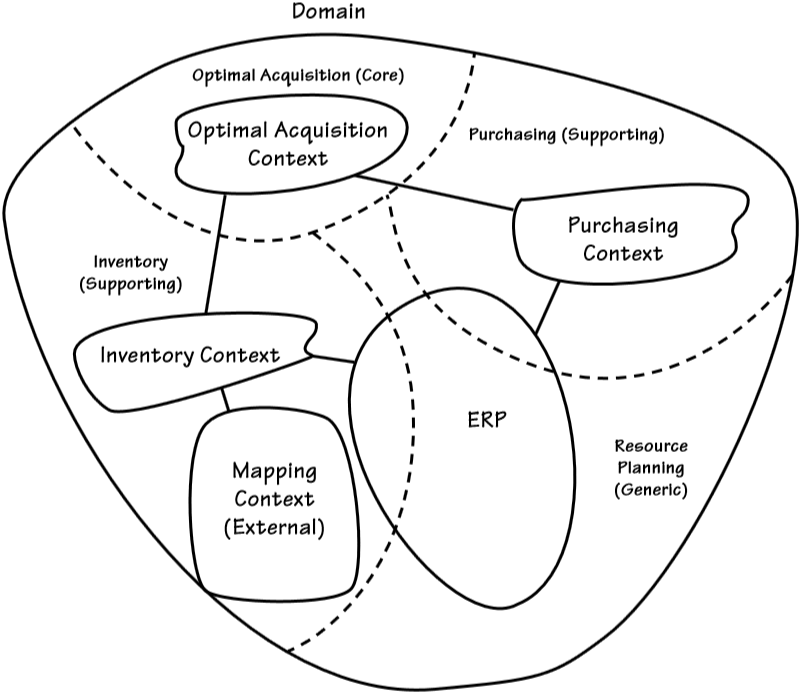 Domain
Optimal Acquisition (Core)
Optimal Acquisition
Context
Purchasing (Supporting)
Purchasing
Context
Inventory
(Supporting)
Inventory Context
ERP
Resource
Planning
(Generic)
Mapping
Context
(External)